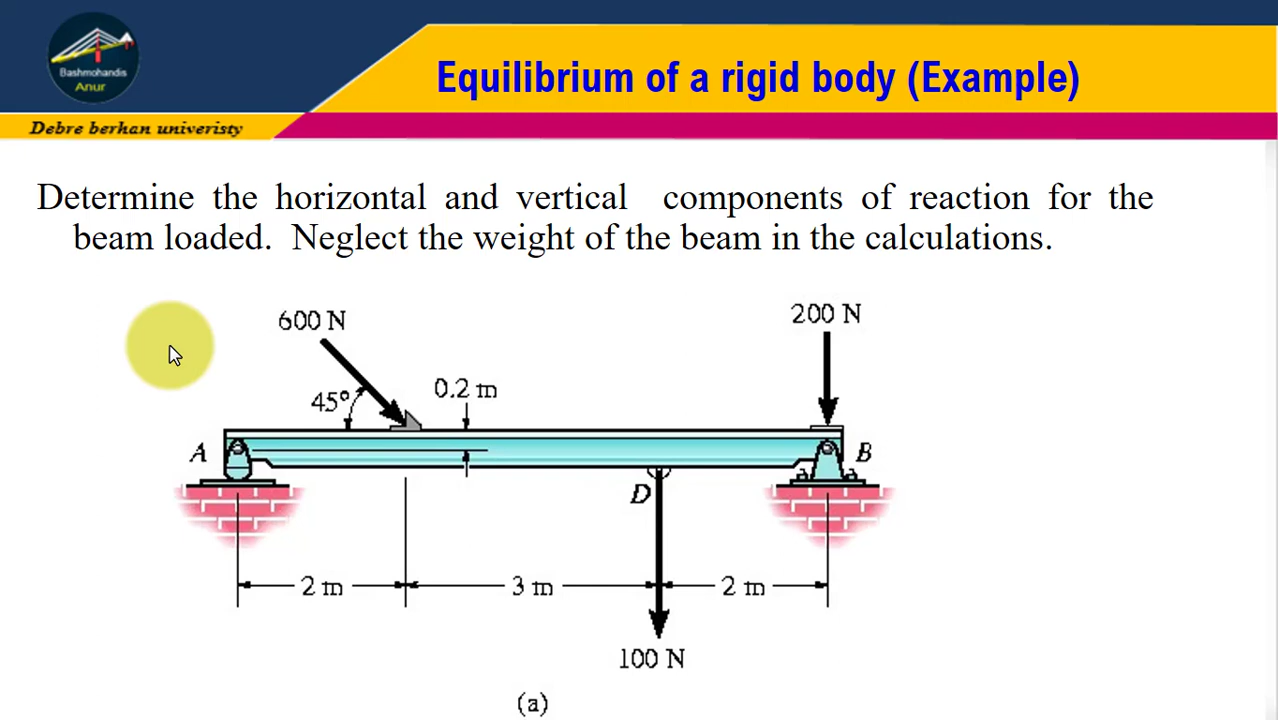 Bashmohandis
Anur
Equilibrium of a rigid body (Example)
Debre berhan univeristy
Determine the horizontal and vertical components of reaction for the
beam loaded. Neglect the weight of the beam in the calculations.
600 N
200 N
45°
0.2 m
A
B
D
2 m
3 m
2 m
100 N
(a)